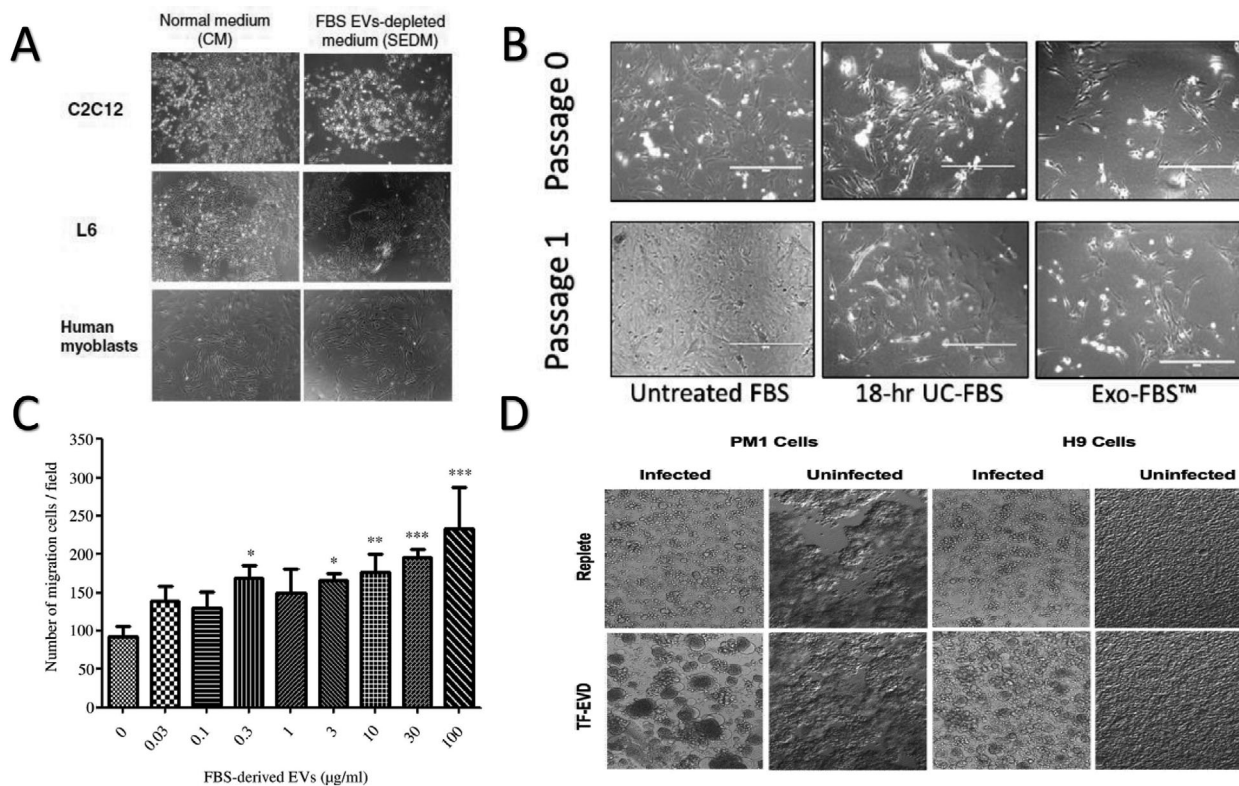 A
Normal medium
(CM)
FBS EVs-depleted
medium (SEDM)
C2C12
L6
Human
myoblasts
B
Passage 0
Passage 1
Untreated FBS
18-hr UC-FBS
Exo-FBS™
C
Number of migration cells / field
350
300
250
200
150
100
50
0
*
*
**
***
***
0
0.03
0.1
0.3
1
3
10
30
100
FBS-derived EVs (µg/ml)
D
PM1 Cells
H9 Cells
Infected
Uninfected
Infected
Uninfected
Replete
TF-EVD